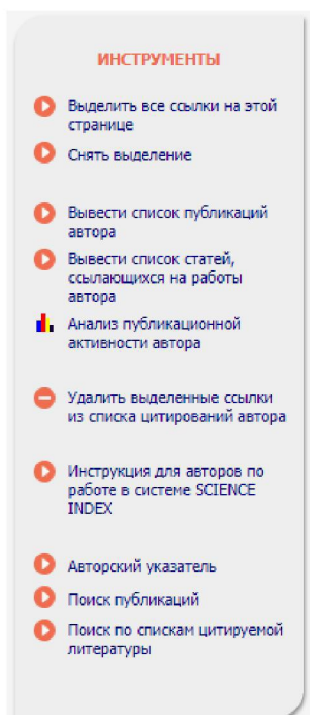 ИНСТРУМЕНТЫ
Выделить все ссылки на этой
странице
Снять выделение
Вывести список публикаций
автора
Вывести список статей,
ссылающихся на работы
автора
Анализ публикационной
активности автора
Удалить выделенные ссылки
из списка цитирований автора
Инструкция для авторов по
работе в системе SCIENCE
INDEX
Авторский указатель
Поиск публикаций
Поиск по спискам цитируемой
литературы